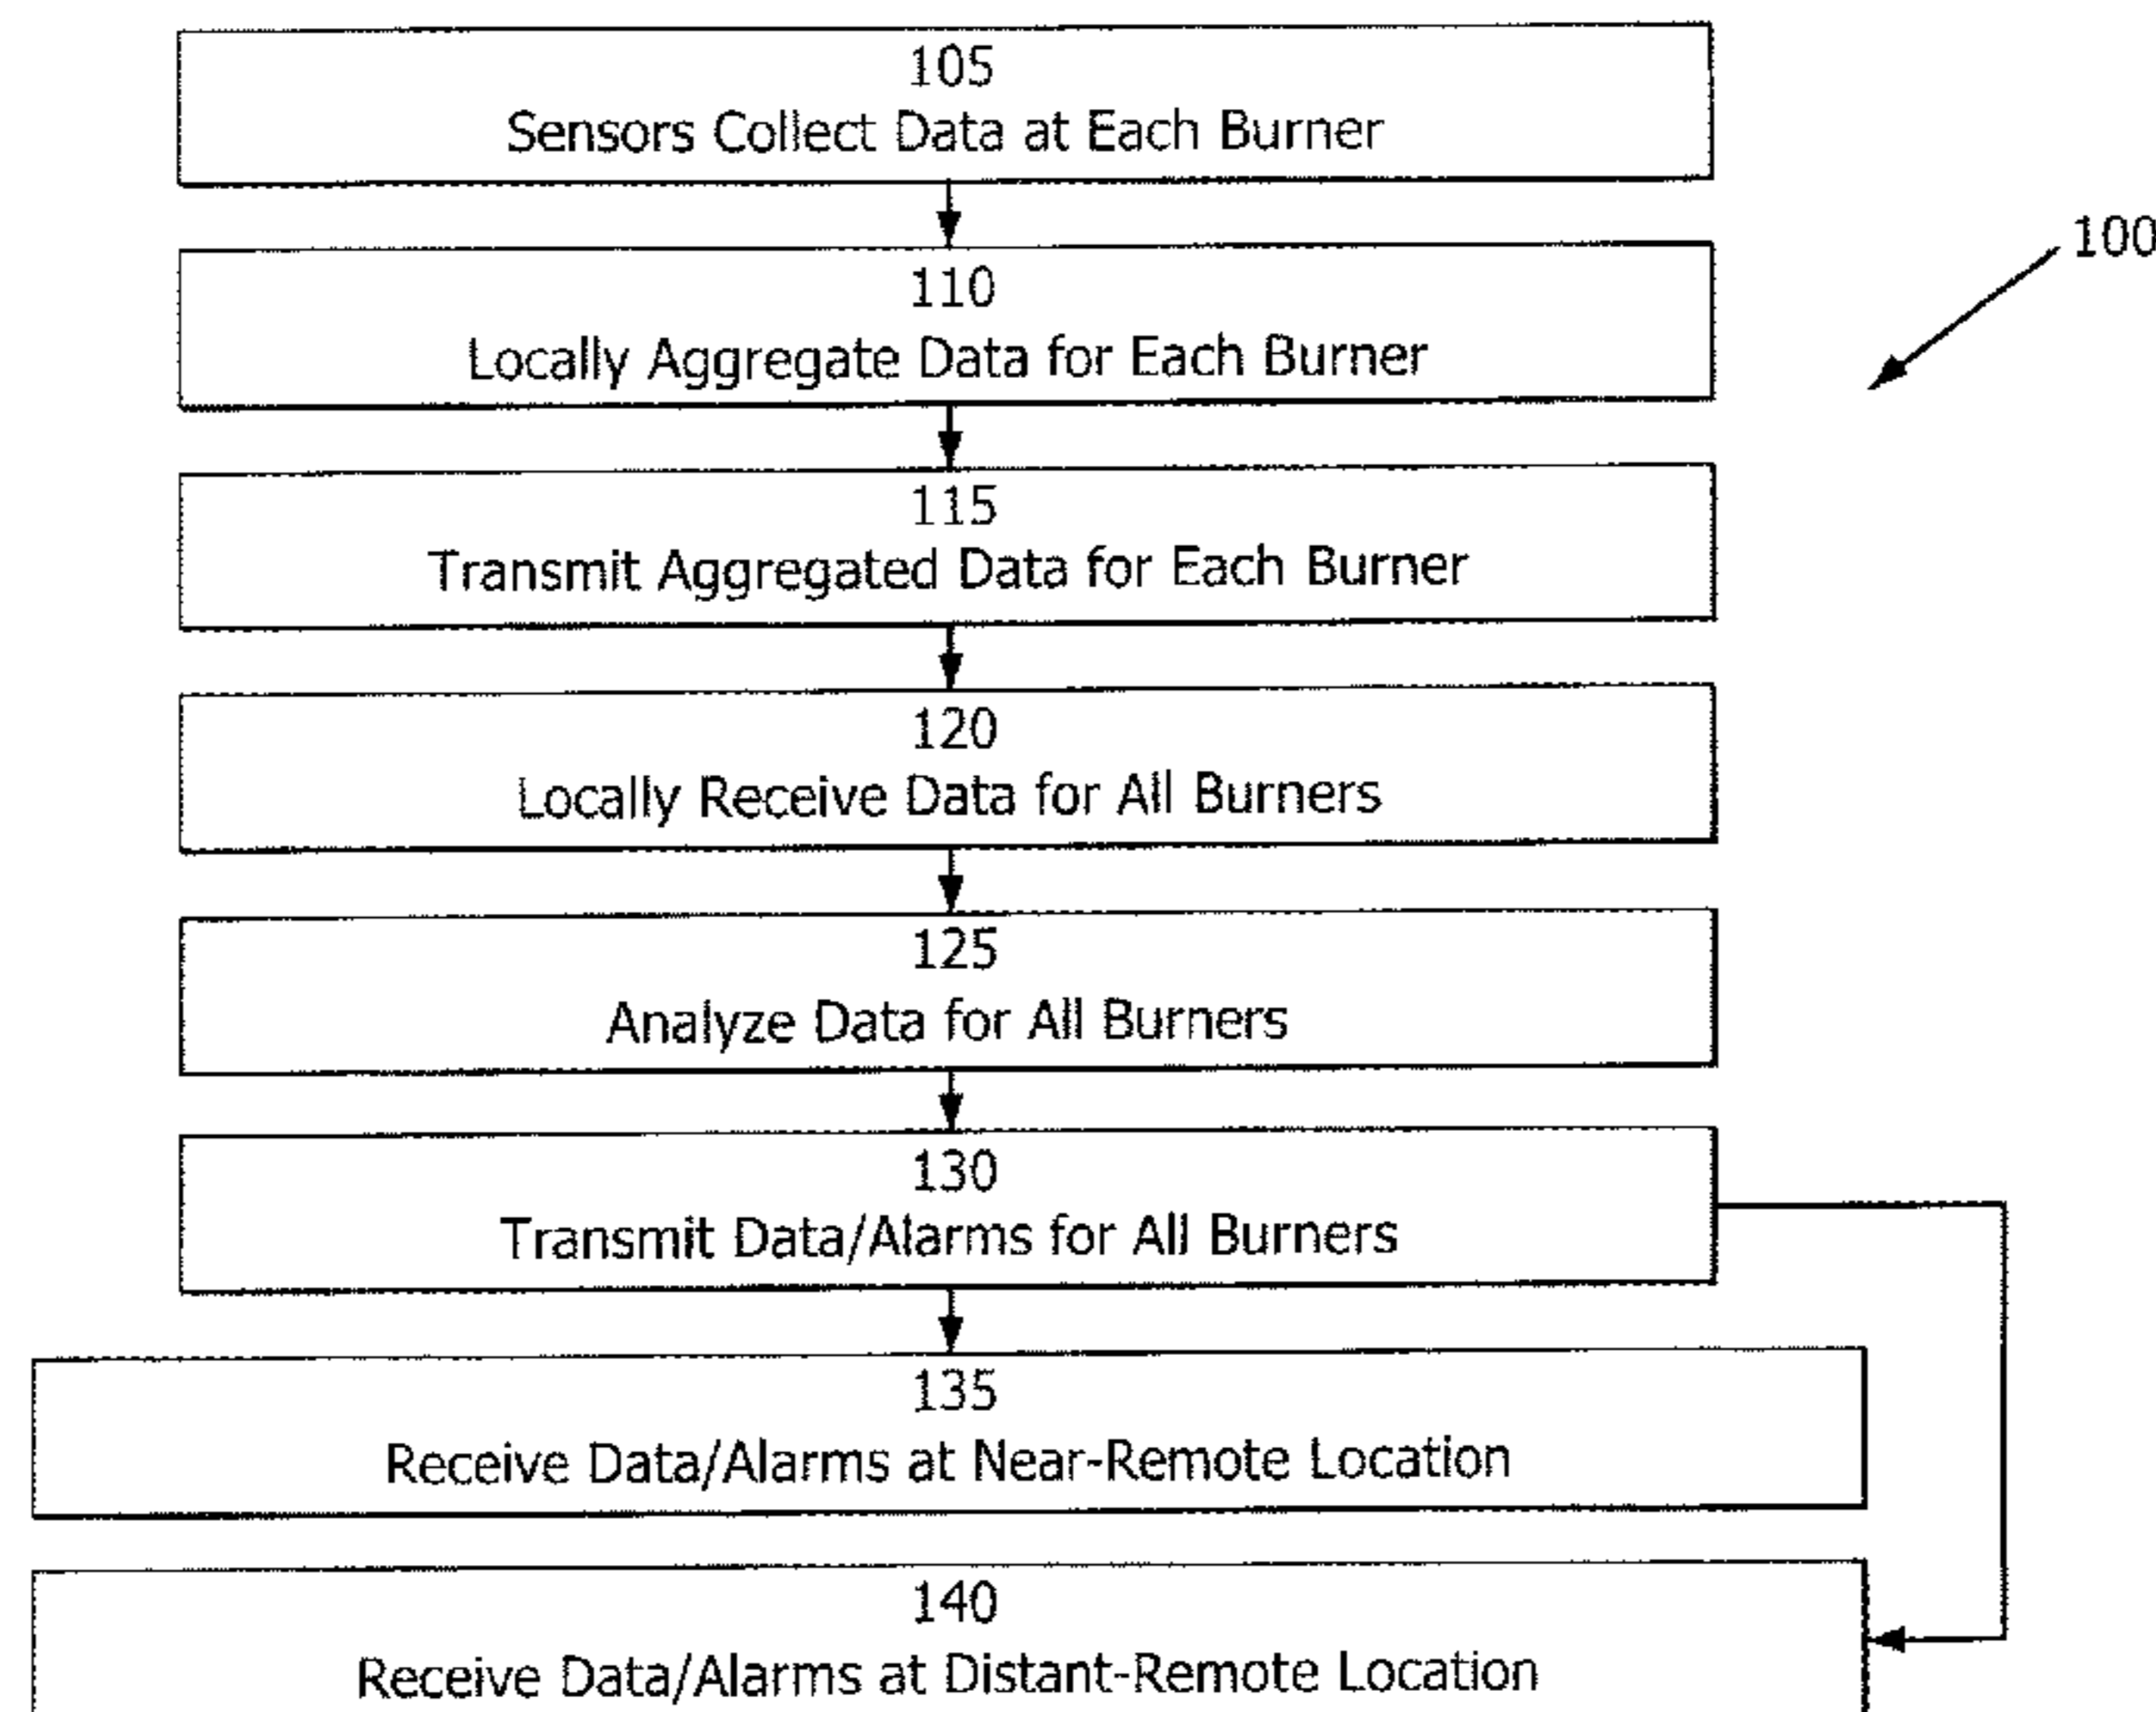 105
Sensors Collect Data at Each Burner
100
110
Locally Aggregate Data for Each Burner
115
Transmit Aggregated Data for Each Burner
120
Locally Receive Data for All Burners
125
Analyze Data for All Burners
130
Transmit Data/Alarms for All Burners
135
Receive Data/Alarms at Near-Remote Location
140
Receive Data/Alarms at Distant-Remote Location